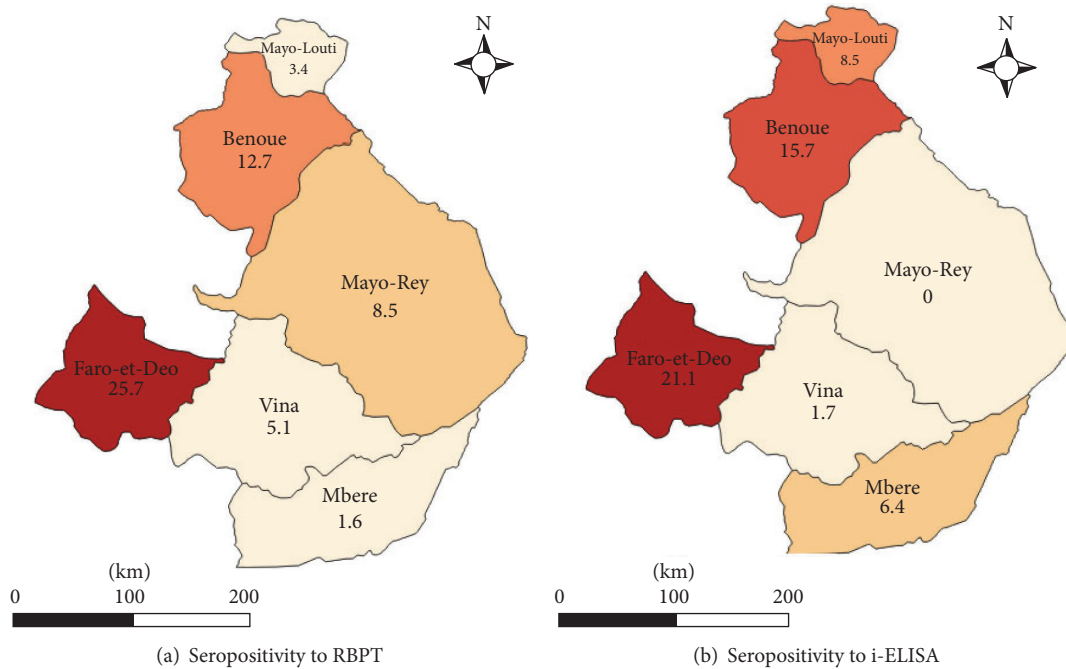 N
Mayo-Louti
3.4
Benoue
12.7
Mayo-Rey
8.5
Faro-et-Deo
25.7
Vina
5.1
Mbere
1.6
(km)
0 100 200
(a) Seropositivity to RBPT
N
Mayo-Louti
8.5
Benoue
15.7
Mayo-Rey
0
Faro-et-Deo
21.1
Vina
1.7
Mbere
6.4
(km)
0 100 200
(b) Seropositivity to i-ELISA